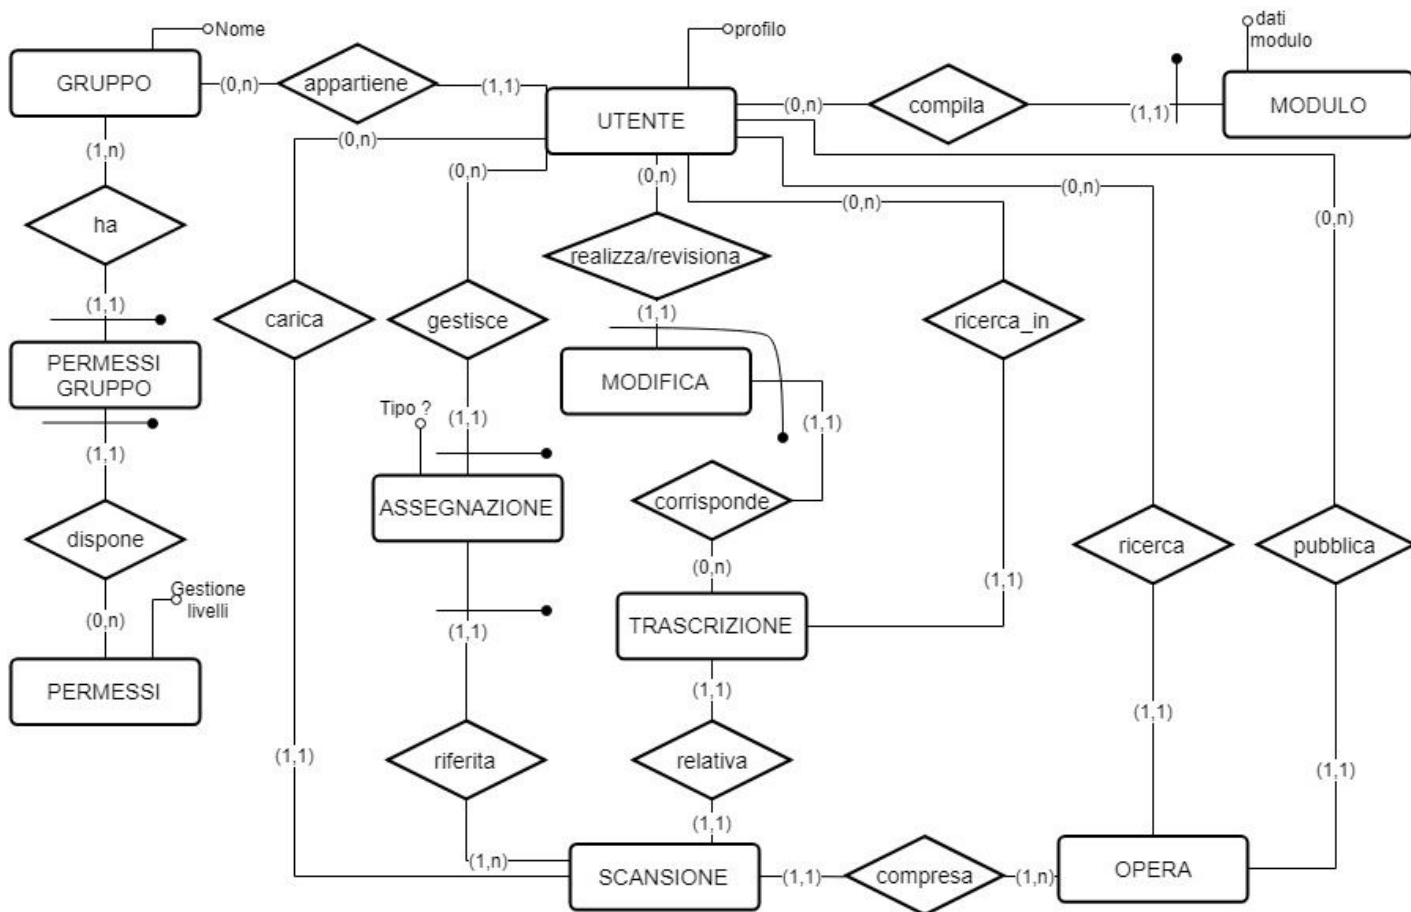 Nome
profilo
dati
modulo
GRUPPO
(0,n)
appartiene
(1,1)
UTENTE
(0,n)
compila
(1,1)
MODULO
(1,n)
(0,n)
(0,n)
(0,n)
(0,n)
(0,n)
(0,n)
ha
realizza/revisiona
(1,1)
(1,1)
carica
gestisce
ricerca_in
PERMESSI
GRUPPO
MODIFICA
Tipo ?
(1,1)
(1,1)
(1,1)
ASSEGNAZIONE
corrisponde
dispone
ricerca
pubblica
(0,n)
(1,1)
Gestione
livelli
(0,n)
(1,1)
TRASCRIZIONE
PERMESSI
(1,1)
(1,1)
(1,1)
riferita
relativa
(1,1)
(1,1)
(1,n)
SCANSIONE
(1,1)
compresa
(1,n)
OPERA